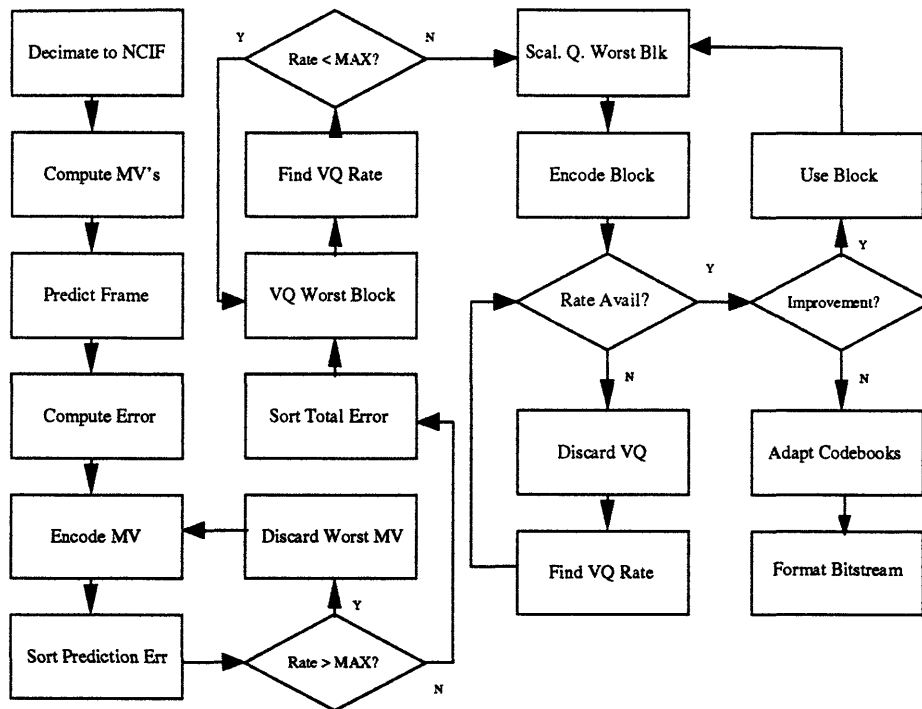 Decimate to NCIF
Compute MV's
Predict Frame
Compute Error
Encode MV
Sort Prediction Err
Rate > MAX?
Y
N
Discard Worst MV
Sort Total Error
VQ Worst Block
Find VQ Rate
Rate < MAX?
Y
N
Scal. Q. Worst Blk
Encode Block
Rate Avail?
Y
N
Discard VQ
Find VQ Rate
Improvement?
Y
N
Use Block
Adapt Codebooks
Format Bitstream